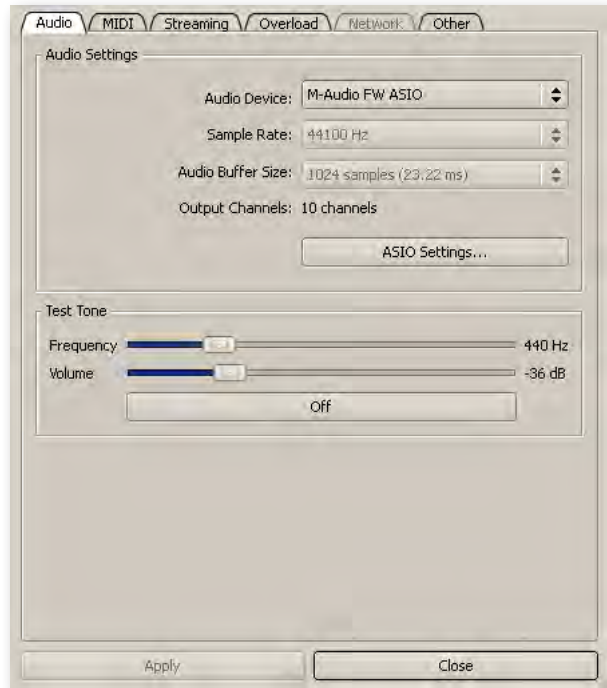 Audio MIDI Streaming Overload Network Other
Audio Settings
Audio Device: M-Audio FW ASIO
Sample Rate: 44100 Hz
Audio Buffer Size: 1024 samples (23.22 ms)
Output Channels: 10 channels
ASIO Settings...
Test Tone
Frequency 440 Hz
Volume -36 dB
Off
Apply Close